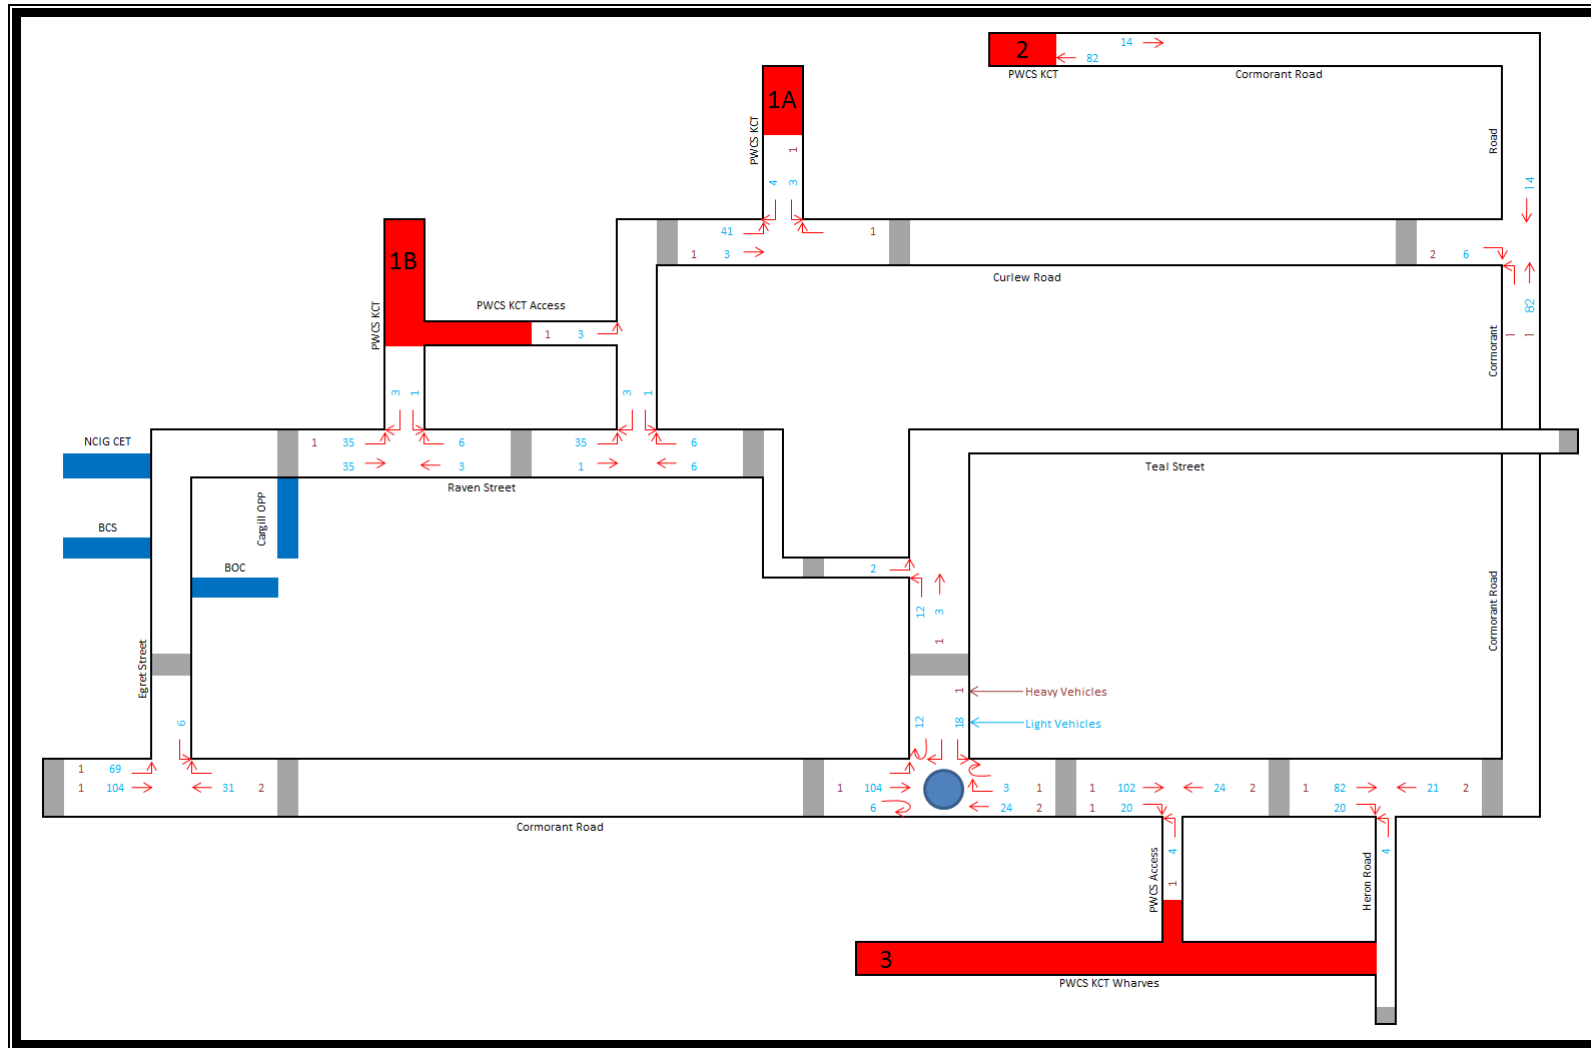 2
14
82
PWCS KCT
Cormorant Road
1A
PWCS KCT
1
4
3
Road
14
41
1
1
3
2
6
Curlew Road
1B
PWCS KCT
PWCS KCT Access
1
3
82
1
1
Cormorant
3
1
3
1
NCIG CET
1
35
6
35
6
35
3
1
6
Raven Street
Teal Street
Cargill OPP
BCS
BOC
2
12
3
1
Cormorant Road
Egret Street
1
Heavy Vehicles
6
12
18
Light Vehicles
1
69
1
104
31
2
1
104
6
3
1
24
2
1
102
24
2
1
20
1
82
21
2
20
Cormorant Road
4
1
PWCS Access
4
Heron Road
3
PWCS KCT Wharves